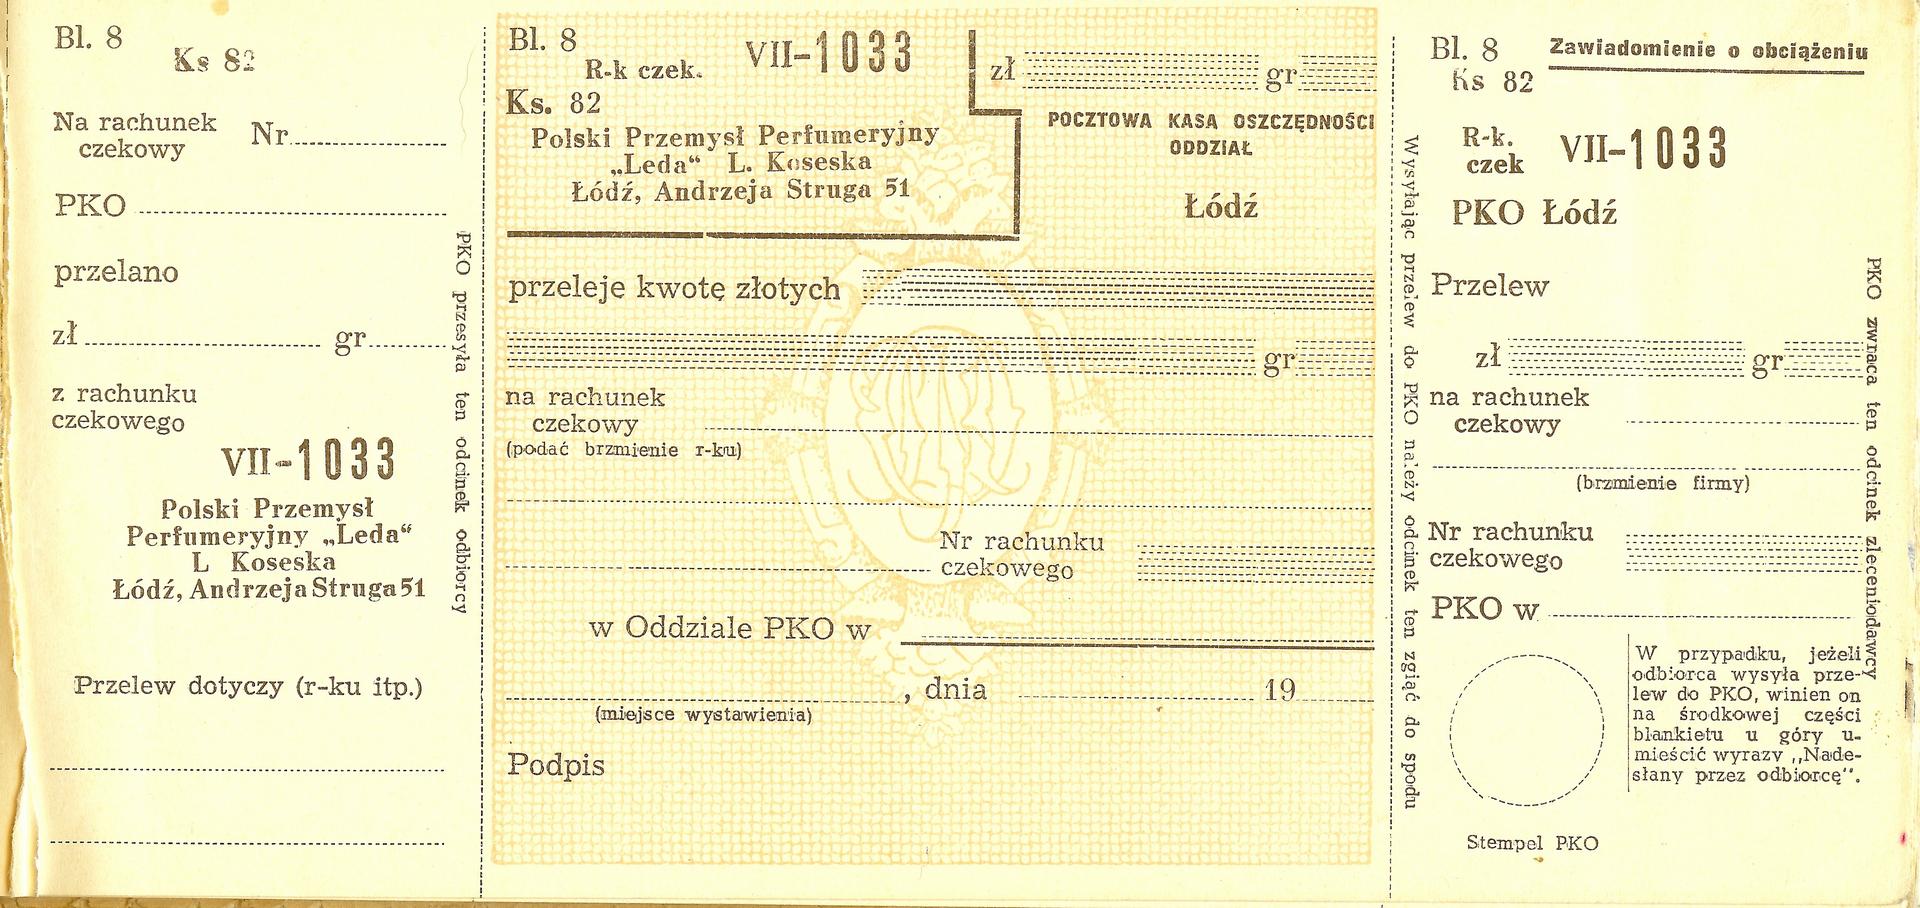 Bl. 8
Ks 82
Na rachunek
czekowy
Nr
PKO
przelano
zł gr
z rachunku
czekowego
VII-1033
Polski Przemysł
Perfumeryjny „Leda“
L Koseska
Łódź, Andrzeja Struga 51
Przelew dotyczy (r-ku itp.)
PKO przesyła ten odcinek odbiorcy
Bl. 8
R-k czek. VII-1033
Ks. 82
Polski Przemysł Perfumeryjny
„Leda“ L. Koseska
Łódź, Andrzeja Struga 51
zł gr
POCZTOWA KASA OSZCZĘDNOŚCI
ODDZIAŁ
Łódź
przeleje kwotę złotych
gr
na rachunek
czekowy
(podać brzmienie r-ku)
Nr rachunku
czekowego
w Oddziale PKO w
, dnia 19
(miejsce wystawienia)
Podpis
Wysyłając przelew do PKO należy odcinek ten zgiąć do spodu
Bl. 8
Zawiadomienie o obciążeniu
Ks 82
R-k.
czek
VII-1033
PKO Łódź
Przelew
zł gr
na rachunek
czekowy
(brzmienie firmy)
Nr rachunku
czekowego
PKO w
W przypadku, jeżeli
odbiorca wysyła prze-
lew do PKO, winien on
na środkowej części
blankietu u góry u-
mieścić wyrazy „Nade-
słany przez odbiorcę".
Stempel PKO
PKO zwraca ten odcinek zleceniodawcy